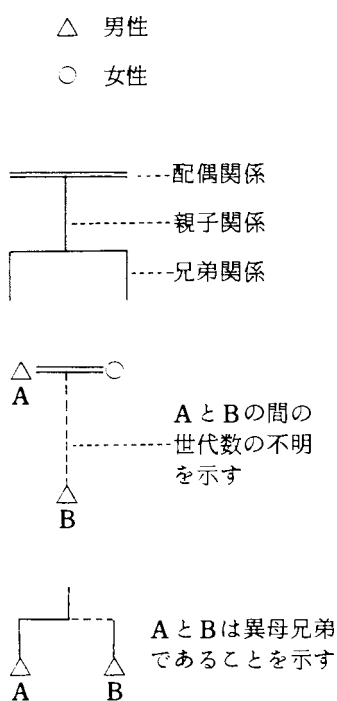 △ 男性
○ 女性
配偶関係
親子関係
兄弟関係
A
AとBの間の
世代数の不明
を示す
B
AとBは異母兄弟
であることを示す
A B